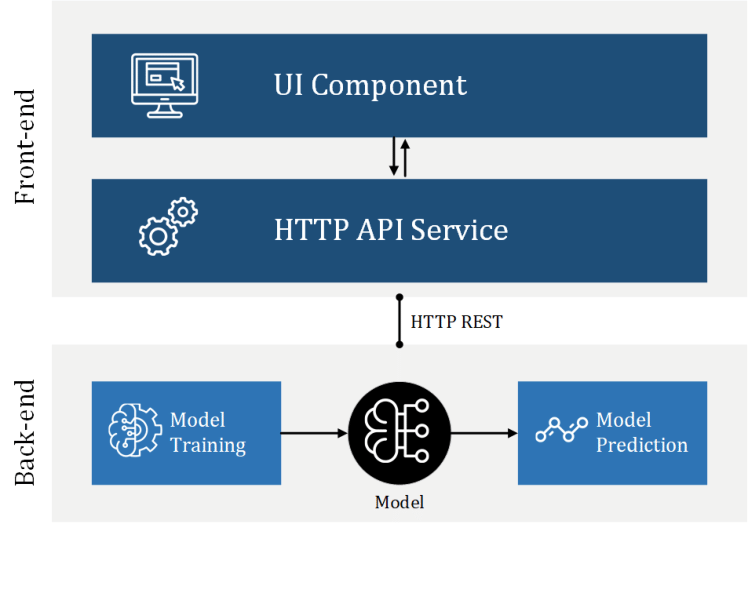 Front-end
UI Component
HTTP API Service
HTTP REST
Back-end
Model
Training
Model
Model
Prediction